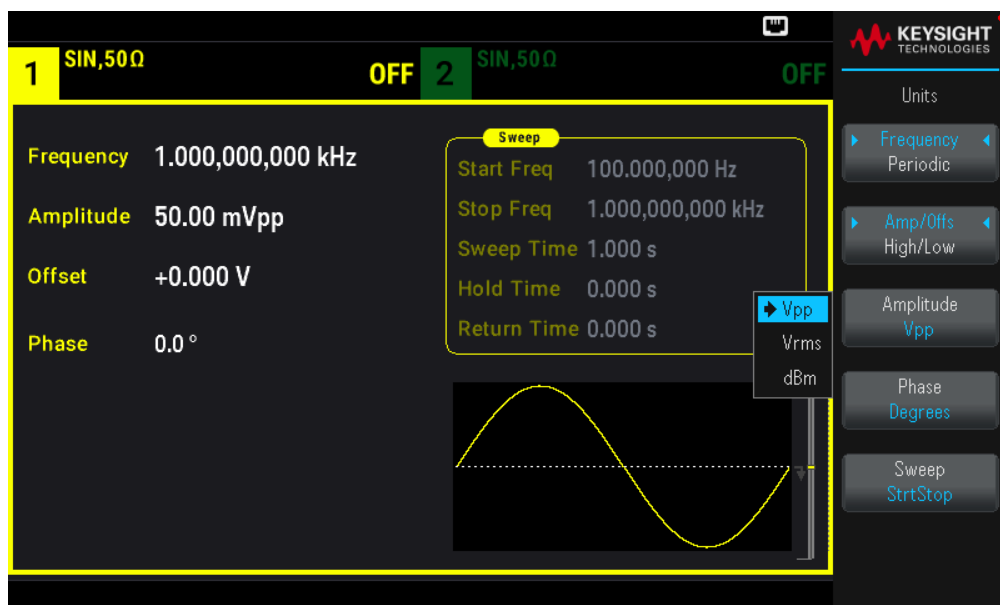 KEYSIGHT
TECHNOLOGIES
1 SIN,50Ω OFF 2 SIN,50Ω OFF
Units
Frequency 1.000,000,000 kHz
Amplitude 50.00 mVpp
Offset +0.000 V
Phase 0.0 °
Sweep
Start Freq 100.000,000 Hz
Stop Freq 1.000,000,000 kHz
Sweep Time 1.000 s
Hold Time 0.000 s
Return Time 0.000 s
Vpp
Vrms
dBm
Frequency
Periodic
Amp/Offs
High/Low
Amplitude
Vpp
Phase
Degrees
Sweep
StrtStop